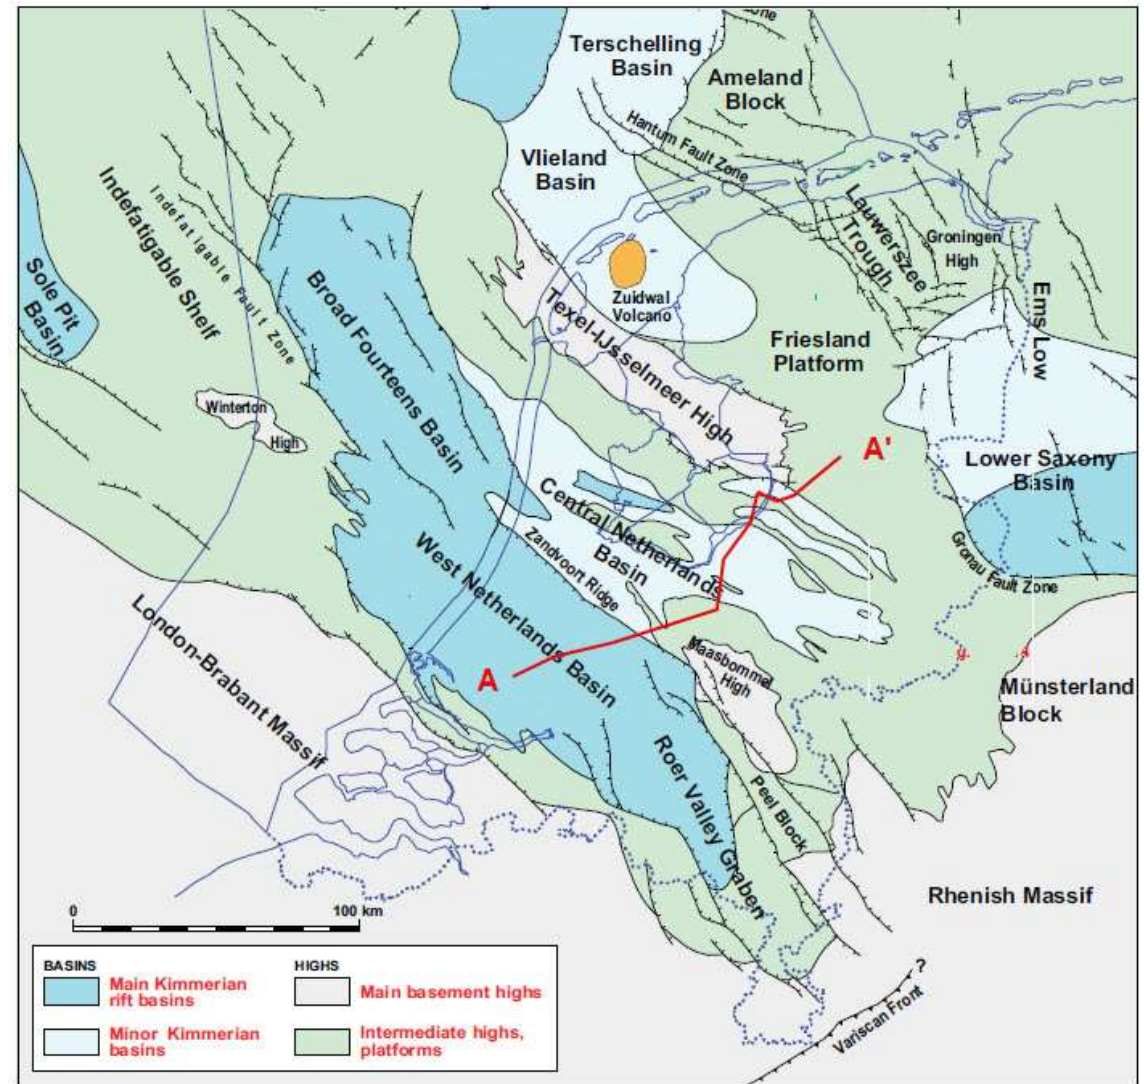 Zone
Terschelling
Basin
Ameland
Block
Hantum Fault Zone
Vlieland
Basin
Lauwerszee
Trough
Groningen
High
Indefatigable Shelf
Indefatigable Fault Zone
Sole Pit
Basin
Broad Fourteens Basin
Texel-IJsselmeer High
Zuidwal
Volcano
Friesland
Platform
Ems Low
Winterton
High
A'
Lower Saxony
Basin
Central Netherlands
Basin
Zandvoort Ridge
West Netherlands Basin
Gronau Fault Zone
London-Brabant Massif
A
Maasbommel
High
Münsterland
Block
Roer Valley Graben
Peel Block
Rhenish Massif
0 100 km
?
Variscan Front
BASINS
Main Kimmerian
rift basins
Minor Kimmerian
basins
HIGHS
Main basement highs
Intermediate highs,
platforms